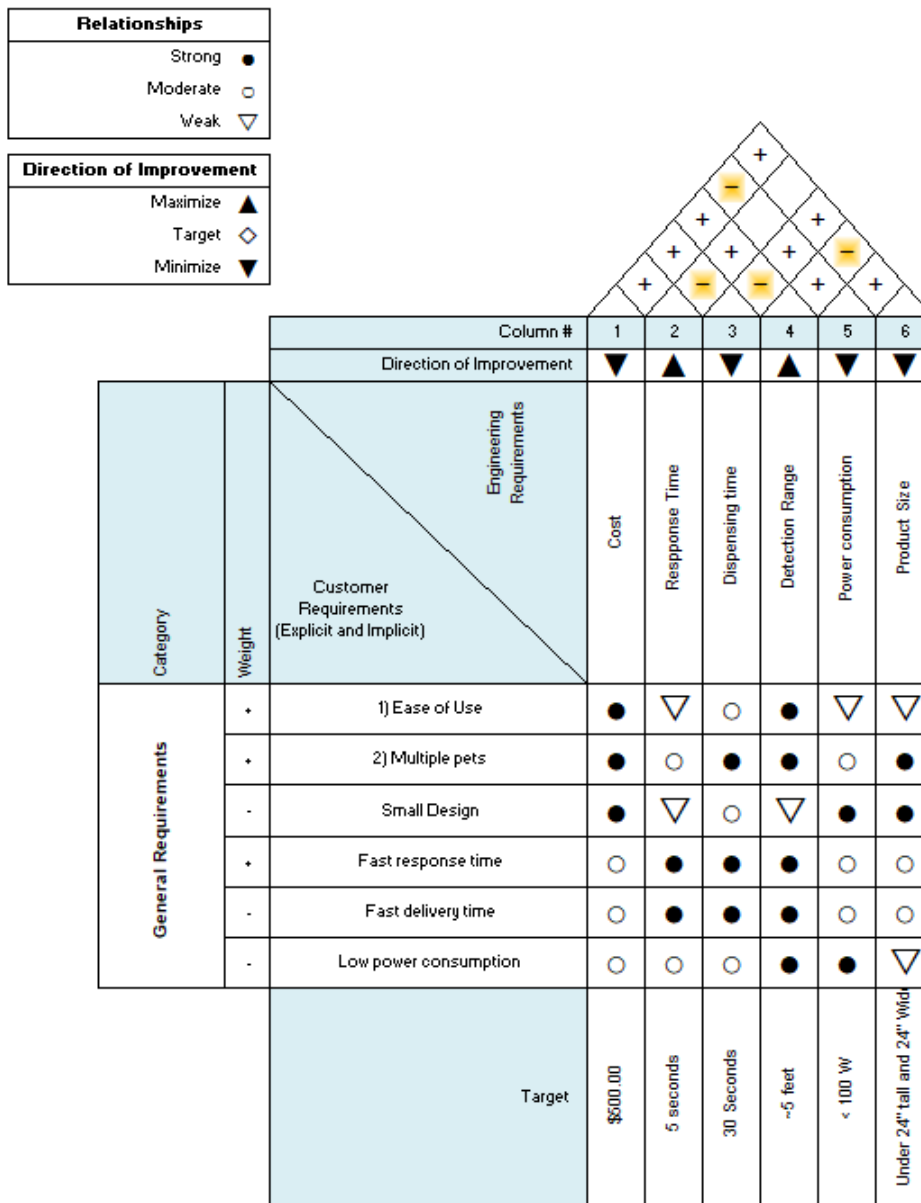 Relationships
Strong ●
Moderate ○
Weak ▽
Direction of Improvement
Maximize ▲
Target ◇
Minimize ▼
+
−
+ +
+ + + −
+ − − + +
Column # 1 2 3 4 5 6
Direction of Improvement ▼ ▲ ▼ ▲ ▼ ▼
Category
Weight
Engineering
Requirements
Customer
Requirements
(Explicit and Implicit)
Cost
Respponse Time
Dispensing time
Detection Range
Power consumption
Product Size
General Requirements
+ 1) Ease of Use ● ▽ ○ ● ▽ ▽
+ 2) Multiple pets ● ○ ● ● ○ ●
- Small Design ● ▽ ○ ▽ ● ●
+ Fast response time ○ ● ● ● ○ ○
- Fast delivery time ○ ● ● ● ○ ○
- Low power consumption ○ ○ ○ ● ● ▽
Target
$500.00
5 seconds
30 Seconds
~5 feet
< 100 W
Under 24" tall and 24" Wide